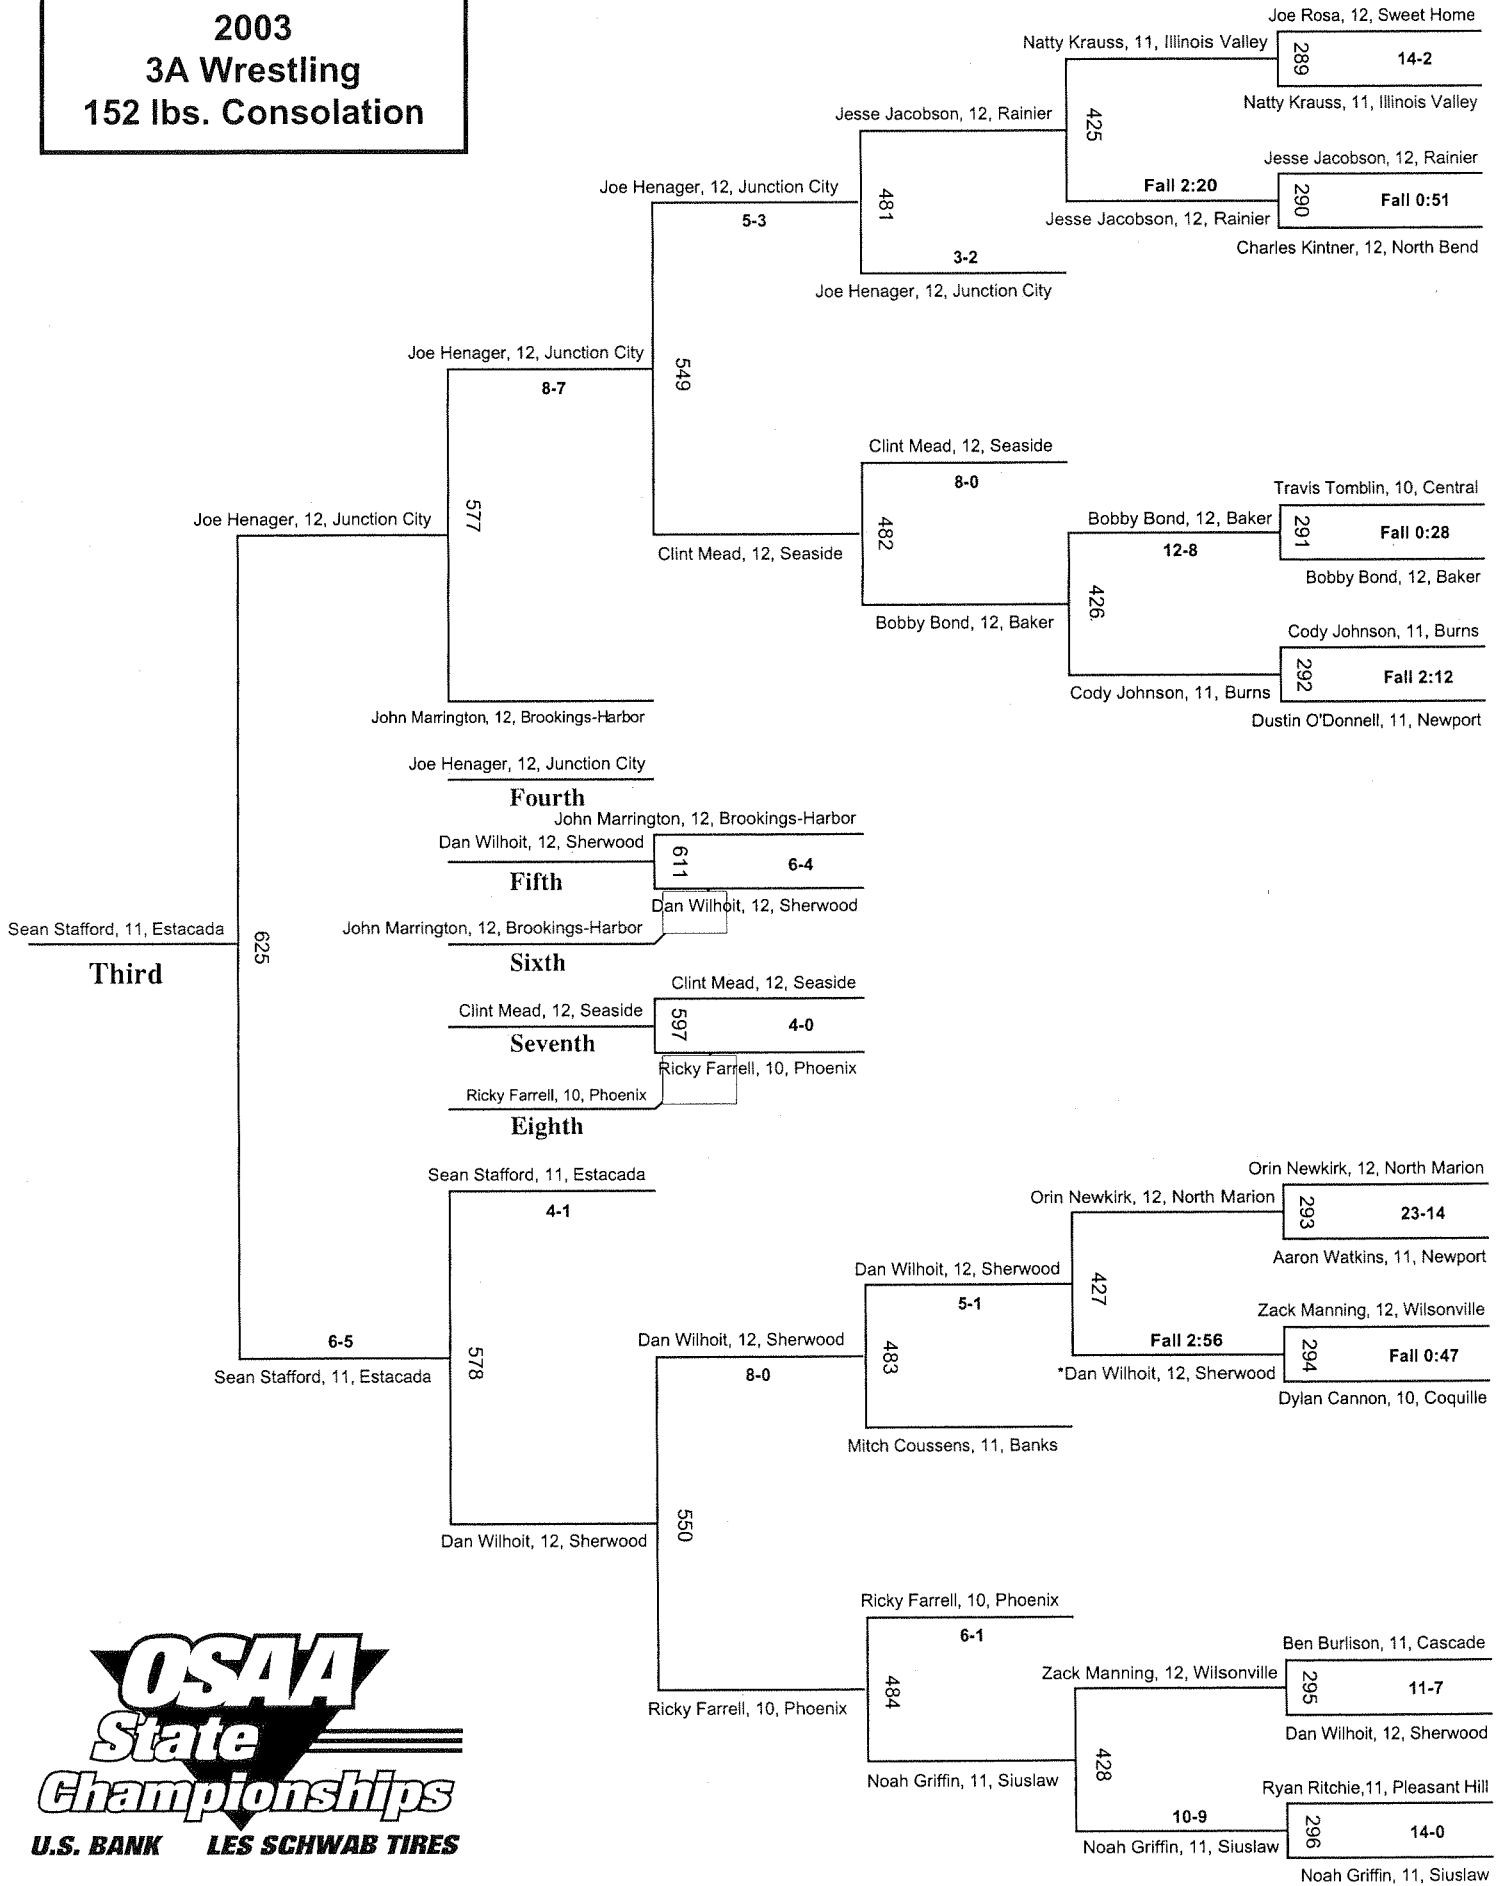 2003
3A Wrestling
152 lbs. Consolation
Joe Rosa, 12, Sweet Home
Natty Krauss, 11, Illinois Valley
289
14-2
Natty Krauss, 11, Illinois Valley
Jesse Jacobson, 12, Rainier
425
Jesse Jacobson, 12, Rainier
Fall 2:20
290
Fall 0:51
Jesse Jacobson, 12, Rainier
Charles Kintner, 12, North Bend
Joe Henager, 12, Junction City
5-3
481
3-2
Joe Henager, 12, Junction City
Joe Henager, 12, Junction City
8-7
549
Clint Mead, 12, Seaside
8-0
Travis Tomblin, 10, Central
Bobby Bond, 12, Baker
291
Fall 0:28
12-8
Bobby Bond, 12, Baker
Joe Henager, 12, Junction City
577
Clint Mead, 12, Seaside
482
426
Bobby Bond, 12, Baker
Cody Johnson, 11, Burns
292
Fall 2:12
Cody Johnson, 11, Burns
Dustin O'Donnell, 11, Newport
John Marrington, 12, Brookings-Harbor
Joe Henager, 12, Junction City
Fourth
John Marrington, 12, Brookings-Harbor
Dan Wilhoit, 12, Sherwood
611
6-4
Fifth
Dan Wilhoit, 12, Sherwood
Sean Stafford, 11, Estacada
625
Third
John Marrington, 12, Brookings-Harbor
Sixth
Clint Mead, 12, Seaside
Clint Mead, 12, Seaside
597
4-0
Seventh
Ricky Farrell, 10, Phoenix
Ricky Farrell, 10, Phoenix
Eighth
Sean Stafford, 11, Estacada
4-1
Orin Newkirk, 12, North Marion
Orin Newkirk, 12, North Marion
293
23-14
Aaron Watkins, 11, Newport
Dan Wilhoit, 12, Sherwood
5-1
427
Zack Manning, 12, Wilsonville
Fall 2:56
294
Fall 0:47
*Dan Wilhoit, 12, Sherwood
Dylan Cannon, 10, Coquille
6-5
Sean Stafford, 11, Estacada
578
Dan Wilhoit, 12, Sherwood
8-0
483
Mitch Coussens, 11, Banks
Dan Wilhoit, 12, Sherwood
550
Ricky Farrell, 10, Phoenix
6-1
Ben Burlison, 11, Cascade
Zack Manning, 12, Wilsonville
295
11-7
Dan Wilhoit, 12, Sherwood
Ricky Farrell, 10, Phoenix
484
Noah Griffin, 11, Siuslaw
428
Ryan Ritchie,11, Pleasant Hill
10-9
296
14-0
Noah Griffin, 11, Siuslaw
Noah Griffin, 11, Siuslaw
OSAA
State
Championships
U.S. BANK LES SCHWAB TIRES